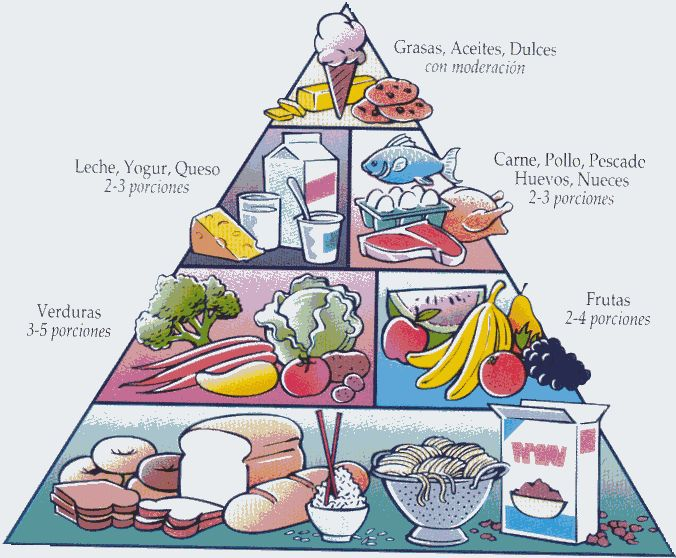 Grasas, Aceites, Dulces
con moderación
Leche, Yogur, Queso
2-3 porciones
Carne, Pollo, Pescado
Huevos, Nueces
2-3 porciones
Verduras
3-5 porciones
Frutas
2-4 porciones